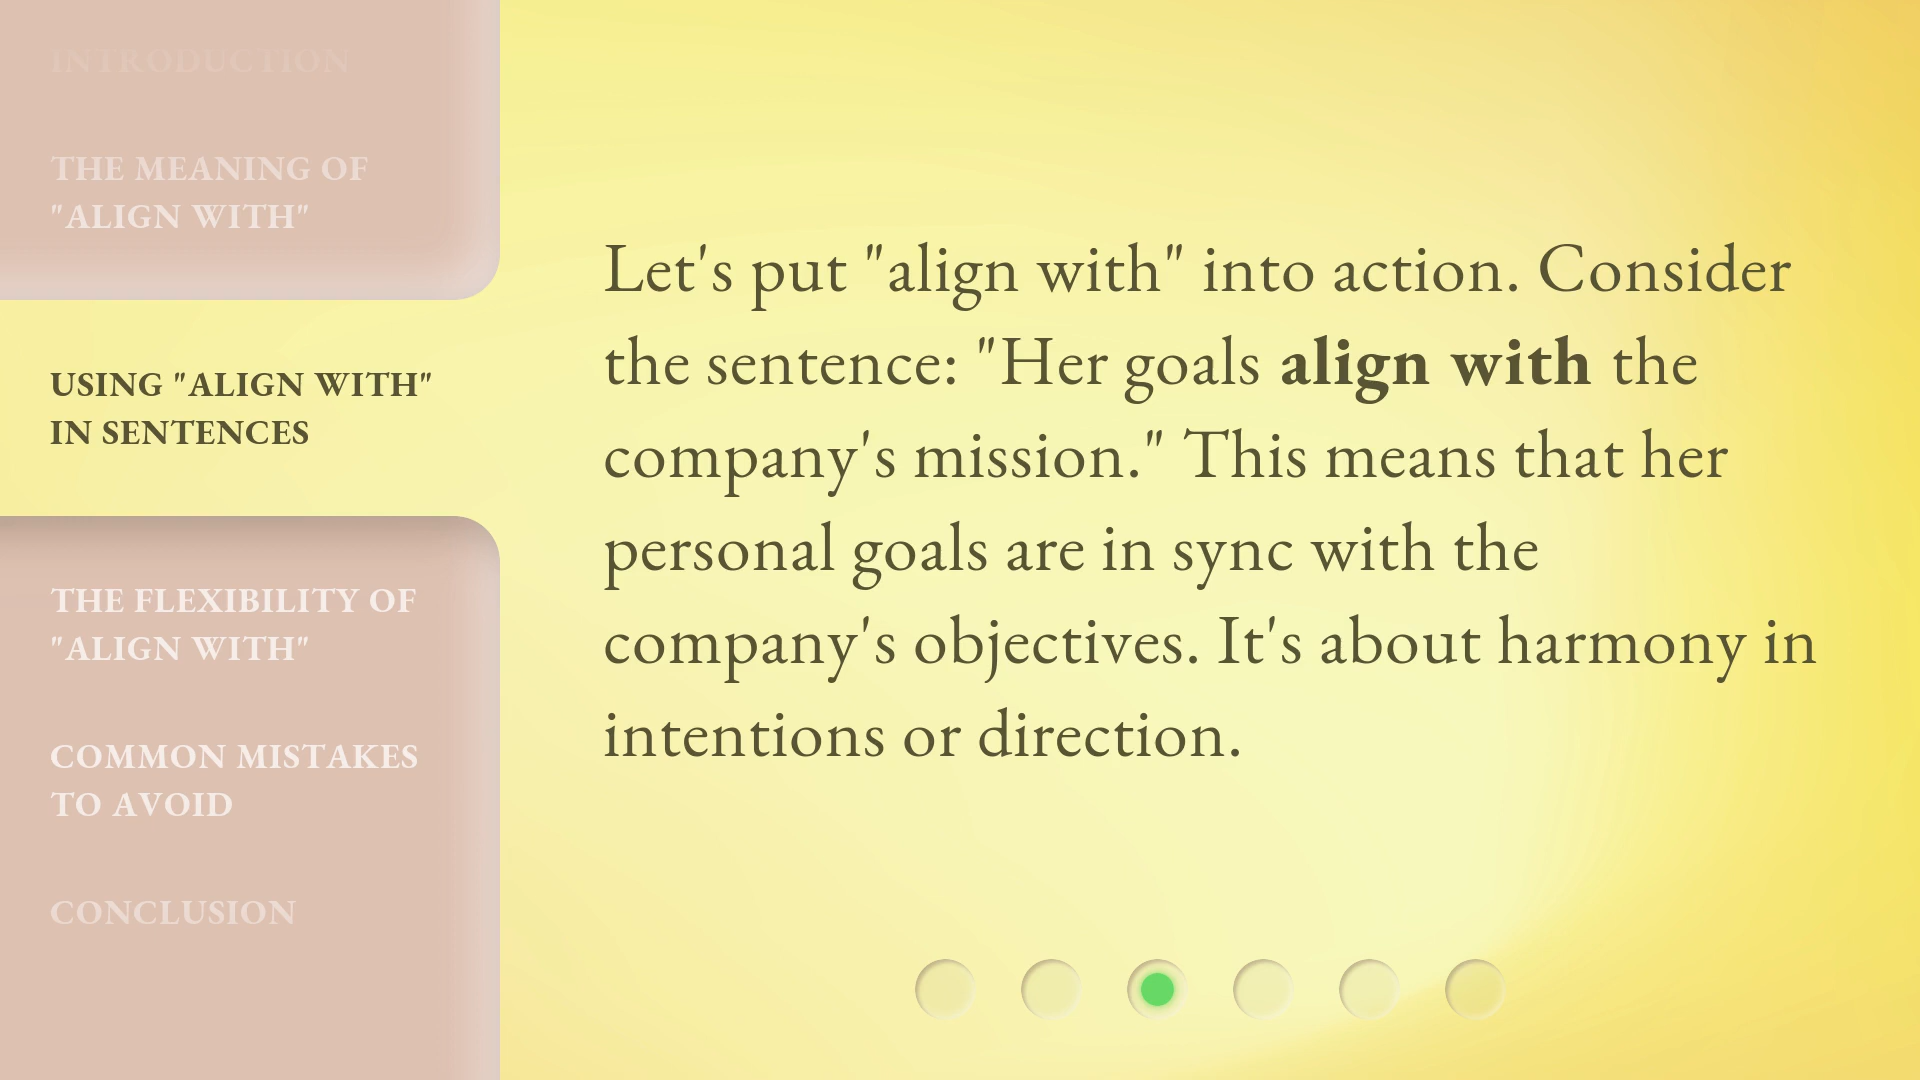 INTRODUCTION
THE MEANING OF
"ALIGN WITH"
USING "ALIGN WITH"
IN SENTENCES
THE FLEXIBILITY OF
"ALIGN WITH"
COMMON MISTAKES
TO AVOID
CONCLUSION
Let's put "align with" into action. Consider
the sentence: "Her goals align with the
company's mission." This means that her
personal goals are in sync with the
company's objectives. It's about harmony in
intentions or direction.